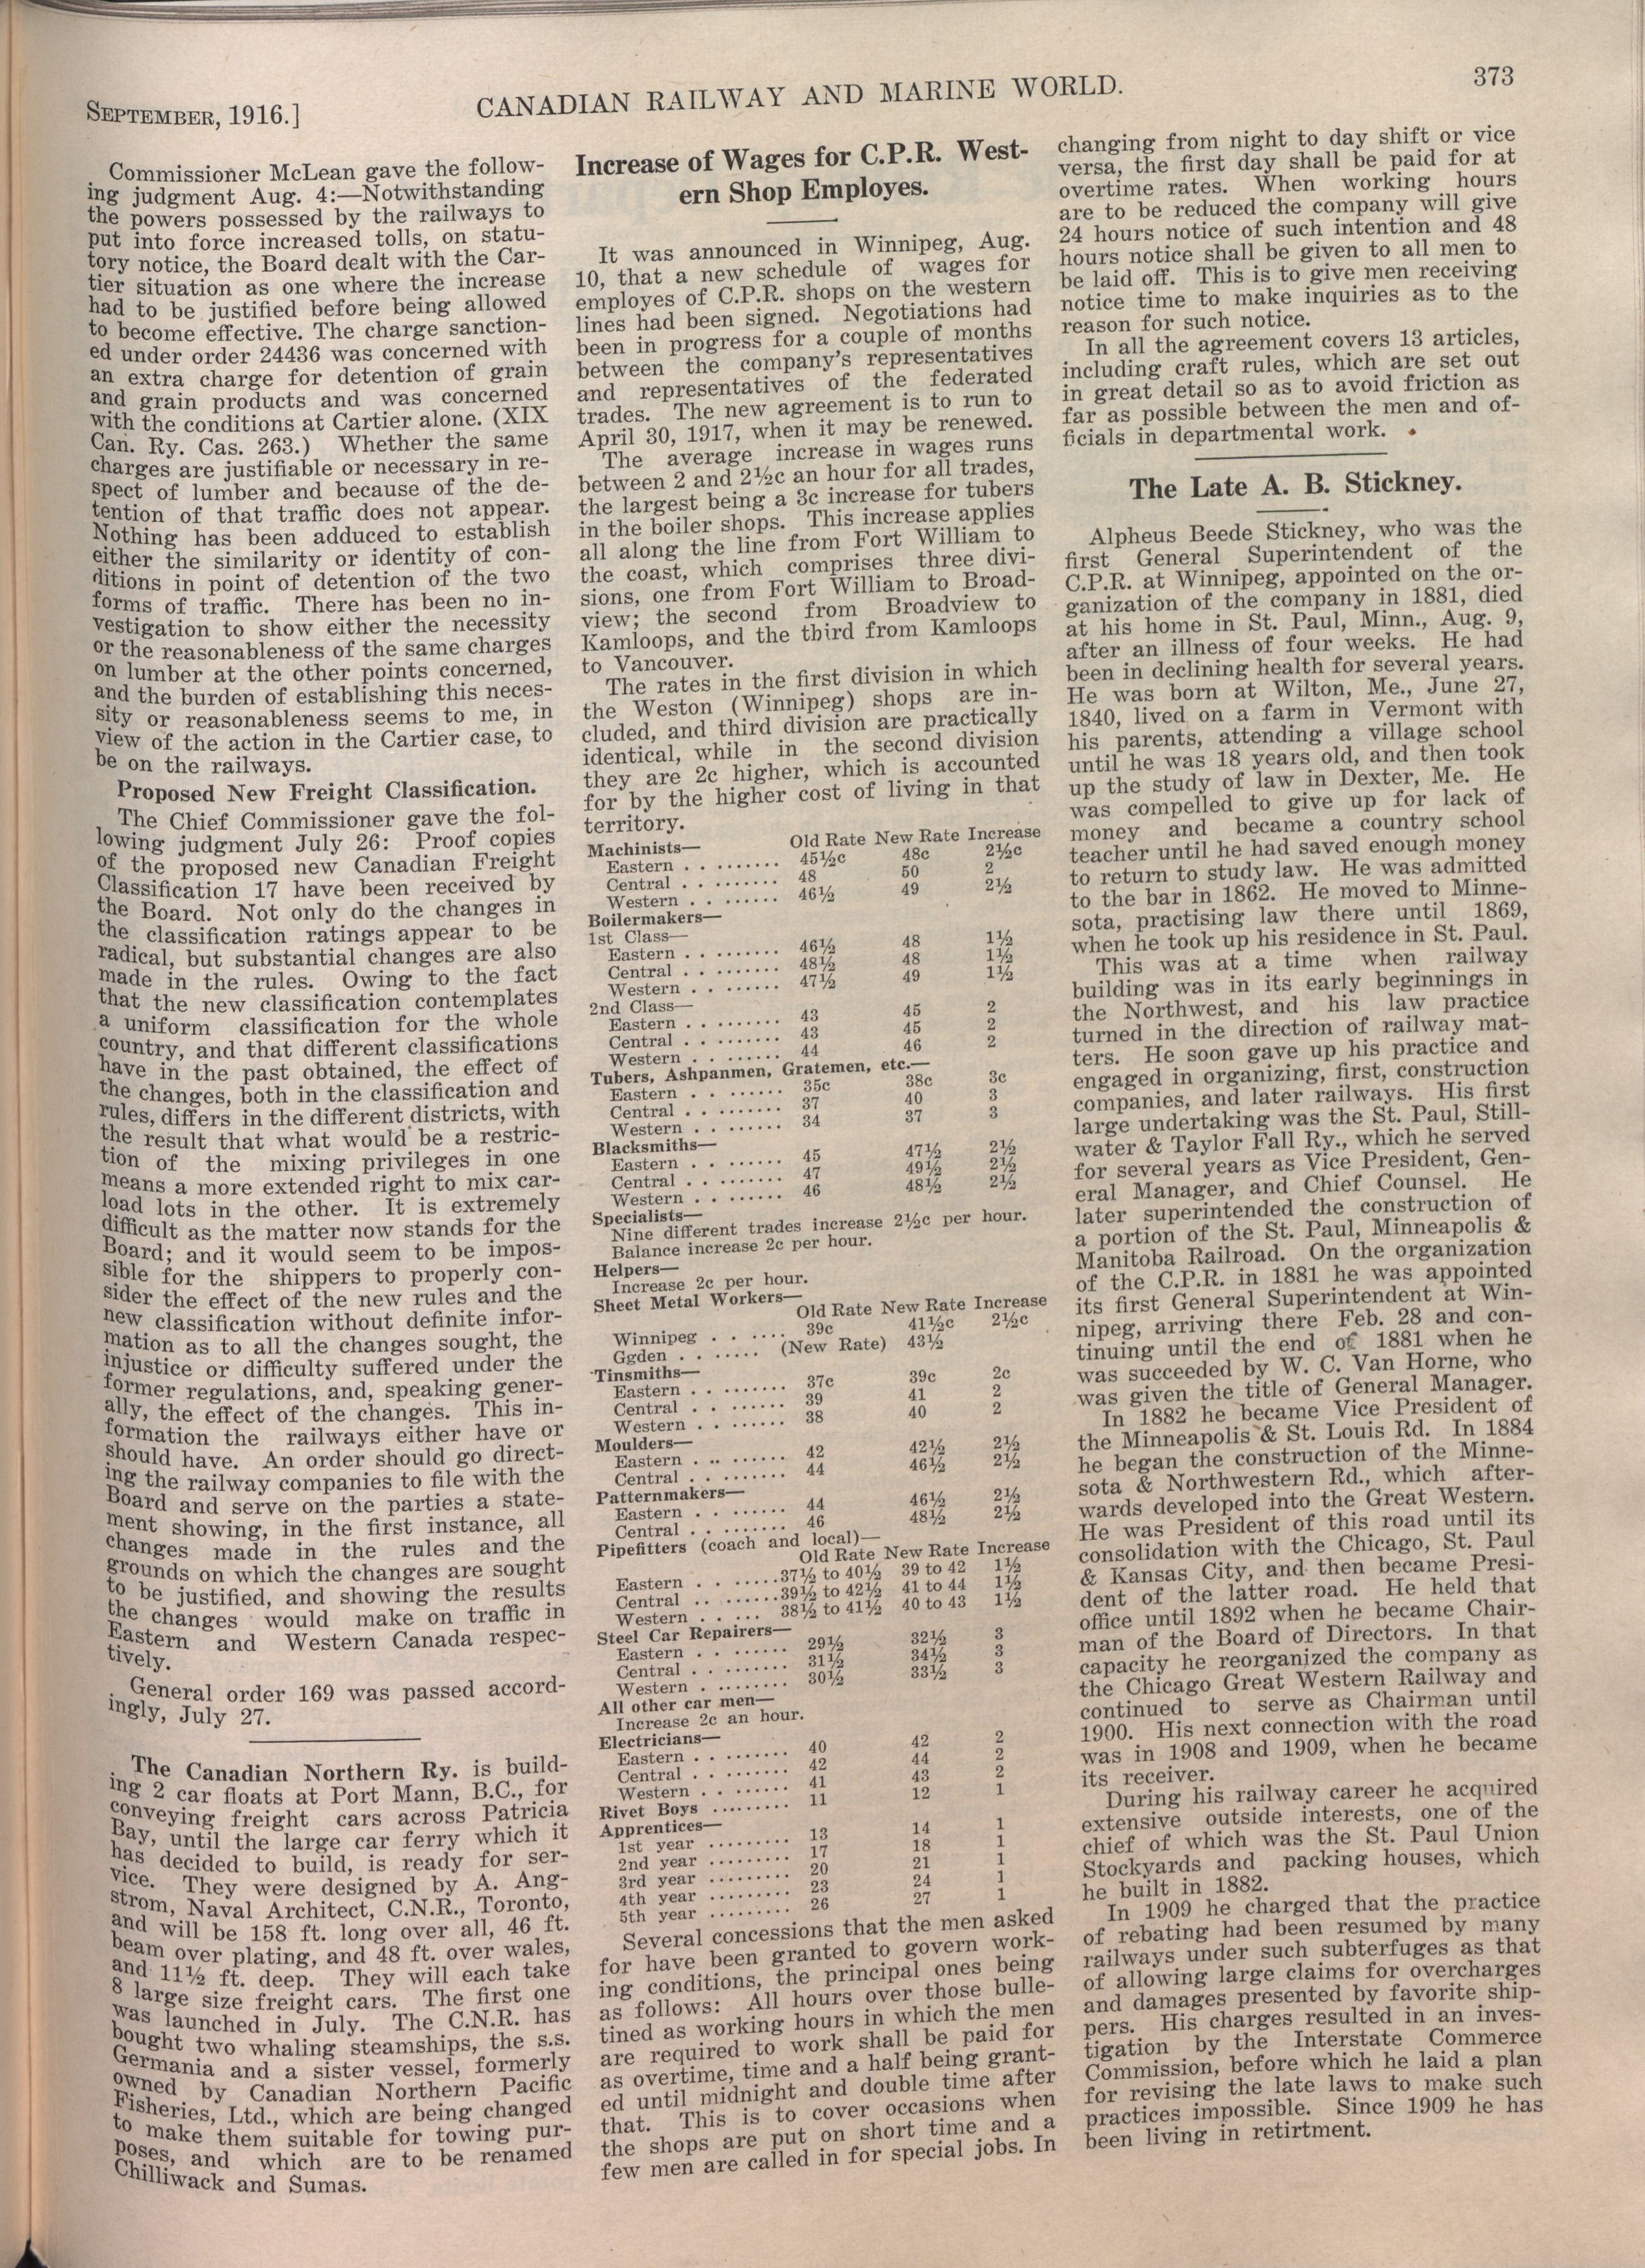 SEPTEMBER, 1916.]
CANADIAN RAILWAY AND MARINE WORLD.
373
Commissioner McLean gave the follow-
ing judgment Aug. 4:—Notwithstanding
the powers possessed by the railways to
put into force increased tolls, on statu-
tory notice, the Board dealt with the Car-
tier situation as one where the increase
had to be justified before being allowed
to become effective. The charge sanction-
ed under order 24436 was concerned with
an extra charge for detention of grain
and grain products and was concerned
with the conditions at Cartier alone. (XIX
Can. Ry. Cas. 263.) Whether the same
charges are justifiable or necessary in re-
spect of lumber and because of the de-
tention of that traffic does not appear.
Nothing has been adduced to establish
either the similarity or identity of con-
ditions in point of detention of the two
forms of traffic. There has been no in-
vestigation to show either the necessity
or the reasonableness of the same charges
on lumber at the other points concerned,
and the burden of establishing this neces-
sity or reasonableness seems to me, in
view of the action in the Cartier case, to
be on the railways.
Proposed New Freight Classification.
The Chief Commissioner gave the fol-
lowing judgment July 26: Proof copies
of the proposed new Canadian Freight
Classification 17 have been received by
the Board. Not only do the changes in
the classification ratings appear to be
radical, but substantial changes are also
made in the rules. Owing to the fact
that the new classification contemplates
a uniform classification for the whole
country, and that different classifications
have in the past obtained, the effect of
the changes, both in the classification and
rules, differs in the different districts, with
the result that what would be a restric-
tion of the mixing privileges in one
means a more extended right to mix car-
load lots in the other. It is extremely
difficult as the matter now stands for the
Board; and it would seem to be impos-
sible for the shippers to properly con-
sider the effect of the new rules and the
new classification without definite infor-
mation as to all the changes sought, the
injustice or difficulty suffered under the
former regulations, and, speaking gener-
ally, the effect of the changes. This in-
formation the railways either have or
should have. An order should go direct-
ing the railway companies to file with the
Board and serve on the parties a state-
ment showing, in the first instance, all
changes made in the rules and the
grounds on which the changes are sought
to be justified, and showing the results
the changes would make on traffic in
Eastern and Western Canada respec-
tively.
General order 169 was passed accord-
ingly, July 27.
The Canadian Northern Ry. is build-
ing 2 car floats at Port Mann, B.C., for
conveying freight cars across Patricia
Bay, until the large car ferry which it
has decided to build, is ready for ser-
vice. They were designed by A. Ang-
strom, Naval Architect, C.N.R., Toronto,
and will be 158 ft. long over all, 46 ft.
beam over plating, and 48 ft. over wales,
and 11½ ft. deep. They will each take
8 large size freight cars. The first one
was launched in July. The C.N.R. has
bought two whaling steamships, the s.s.
Germania and a sister vessel, formerly
owned by Canadian Northern Pacific
Fisheries, Ltd., which are being changed
to make them suitable for towing pur-
poses, and which are to be renamed
Chilliwack and Sumas.
Increase of Wages for C.P.R. West-
ern Shop Employes.
It was announced in Winnipeg, Aug.
10, that a new schedule of wages for
employes of C.P.R. shops on the western
lines had been signed. Negotiations had
been in progress for a couple of months
between the company's representatives
and representatives of the federated
trades. The new agreement is to run to
April 30, 1917, when it may be renewed.
The average increase in wages runs
between 2 and 2½c an hour for all trades,
the largest being a 3c increase for tubers
in the boiler shops. This increase applies
all along the line from Fort William to
the coast, which comprises three divi-
sions, one from Fort William to Broad-
view; the second from Broadview to
Kamloops, and the third from Kamloops
to Vancouver.
The rates in the first division in which
the Weston (Winnipeg) shops are in-
cluded, and third division are practically
identical, while in the second division
they are 2c higher, which is accounted
for by the higher cost of living in that
territory.
Machinists— Old Rate New Rate Increase
Eastern . . ........ 45½c 48c 2½c
Central . . ........ 48 50 2
Western . . ....... 46½ 49 2½
Boilermakers—
1st Class—
Eastern . . ........ 46½ 48 1½
Central . . ........ 48½ 48 1½
Western . . ....... 47½ 49 1½
2nd Class—
Eastern . . ........ 43 45 2
Central . . ........ 43 45 2
Western . . ....... 44 46 2
Tubers, Ashpanmen, Gratemen, etc.—
Eastern . . ....... 35c 38c 3c
Central . . ........ 37 40 3
Western . . ....... 34 37 3
Blacksmiths—
Eastern . . ....... 45 47½ 2½
Central . . ........ 47 49½ 2½
Western . . ....... 46 48½ 2½
Specialists—
Nine different trades increase 2½c per hour.
Balance increase 2c per hour.
Helpers—
Increase 2c per hour.
Sheet Metal Workers—
Old Rate New Rate Increase
Winnipeg . . .... 39c 41½c 2½c
Ggden . . ...... (New Rate) 43½
Tinsmiths—
Eastern . . ........ 37c 39c 2c
Central . . ....... 39 41 2
Western . . ....... 38 40 2
Moulders—
Eastern . .. ...... 42 42½ 2½
Central . . ........ 44 46½ 2½
Patternmakers—
Eastern . . ....... 44 46½ 2½
Central . . ........ 46 48½ 2½
Pipefitters (coach and local)—
Old Rate New Rate Increase
Eastern . . ......37½ to 40½ 39 to 42 1½
Central .. .......39½ to 42½ 41 to 44 1½
Western . . ... 38½ to 41½ 40 to 43 1½
Steel Car Repairers—
Eastern . . ....... 29½ 32½ 3
Central . . ........ 31½ 34½ 3
Western . ........ 30½ 33½ 3
All other car men—
Increase 2c an hour.
Electricians—
Eastern . . ........ 40 42 2
Central . . ........ 42 44 2
Western . . ....... 41 43 2
Rivet Boys ......... 11 12 1
Apprentices—
1st year ......... 13 14 1
2nd year ......... 17 18 1
3rd year ......... 20 21 1
4th year ......... 23 24 1
5th year ......... 26 27 1
Several concessions that the men asked
for have been granted to govern work-
ing conditions, the principal ones being
as follows: All hours over those bulle-
tined as working hours in which the men
are required to work shall be paid for
as overtime, time and a half being grant-
ed until midnight and double time after
that. This is to cover occasions when
the shops are put on short time and a
few men are called in for special jobs. In
changing from night to day shift or vice
versa, the first day shall be paid for at
overtime rates. When working hours
are to be reduced the company will give
24 hours notice of such intention and 48
hours notice shall be given to all men to
be laid off. This is to give men receiving
notice time to make inquiries as to the
reason for such notice.
In all the agreement covers 13 articles,
including craft rules, which are set out
in great detail so as to avoid friction as
far as possible between the men and of-
ficials in departmental work.
The Late A. B. Stickney.
Alpheus Beede Stickney, who was the
first General Superintendent of the
C.P.R. at Winnipeg, appointed on the or-
ganization of the company in 1881, died
at his home in St. Paul, Minn., Aug. 9,
after an illness of four weeks. He had
been in declining health for several years.
He was born at Wilton, Me., June 27,
1840, lived on a farm in Vermont with
his parents, attending a village school
until he was 18 years old, and then took
up the study of law in Dexter, Me. He
was compelled to give up for lack of
money and became a country school
teacher until he had saved enough money
to return to study law. He was admitted
to the bar in 1862. He moved to Minne-
sota, practising law there until 1869,
when he took up his residence in St. Paul.
This was at a time when railway
building was in its early beginnings in
the Northwest, and his law practice
turned in the direction of railway mat-
ters. He soon gave up his practice and
engaged in organizing, first, construction
companies, and later railways. His first
large undertaking was the St. Paul, Still-
water & Taylor Fall Ry., which he served
for several years as Vice President, Gen-
eral Manager, and Chief Counsel. He
later superintended the construction of
a portion of the St. Paul, Minneapolis &
Manitoba Railroad. On the organization
of the C.P.R. in 1881 he was appointed
its first General Superintendent at Win-
nipeg, arriving there Feb. 28 and con-
tinuing until the end of 1881 when he
was succeeded by W. C. Van Horne, who
was given the title of General Manager.
In 1882 he became Vice President of
the Minneapolis & St. Louis Rd. In 1884
he began the construction of the Minne-
sota & Northwestern Rd., which after-
wards developed into the Great Western.
He was President of this road until its
consolidation with the Chicago, St. Paul
& Kansas City, and then became Presi-
dent of the latter road. He held that
office until 1892 when he became Chair-
man of the Board of Directors. In that
capacity he reorganized the company as
the Chicago Great Western Railway and
continued to serve as Chairman until
1900. His next connection with the road
was in 1908 and 1909, when he became
its receiver.
During his railway career he acquired
extensive outside interests, one of the
chief of which was the St. Paul Union
Stockyards and packing houses, which
he built in 1882.
In 1909 he charged that the practice
of rebating had been resumed by many
railways under such subterfuges as that
of allowing large claims for overcharges
and damages presented by favorite ship-
pers. His charges resulted in an inves-
tigation by the Interstate Commerce
Commission, before which he laid a plan
for revising the late laws to make such
practices impossible. Since 1909 he has
been living in retirtment.